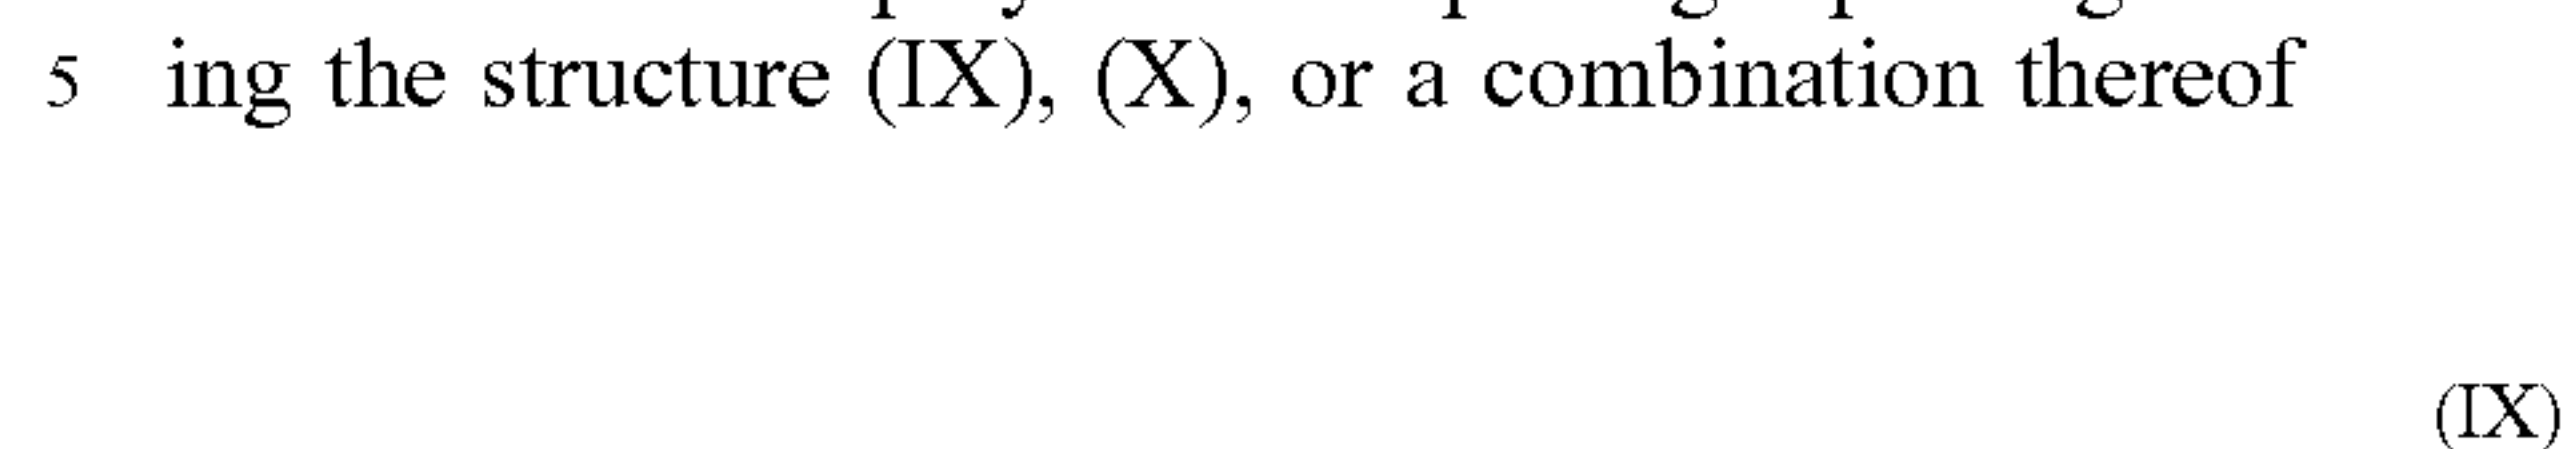 5 ing the structure (IX), (X), or a combination thereof
(IX)